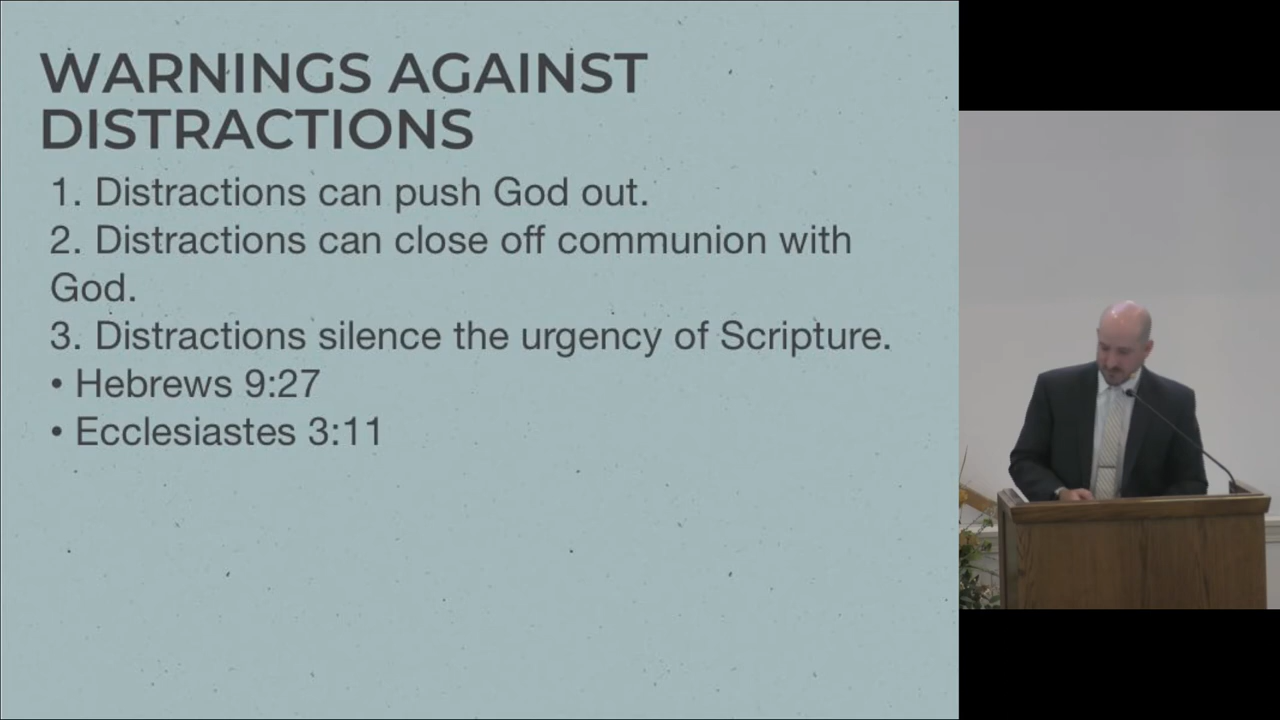 WARNINGS AGAINST
DISTRACTIONS
1. Distractions can push God out.
2. Distractions can close off communion with
God.
3. Distractions silence the urgency of Scripture.
• Hebrews 9:27
• Ecclesiastes 3:11